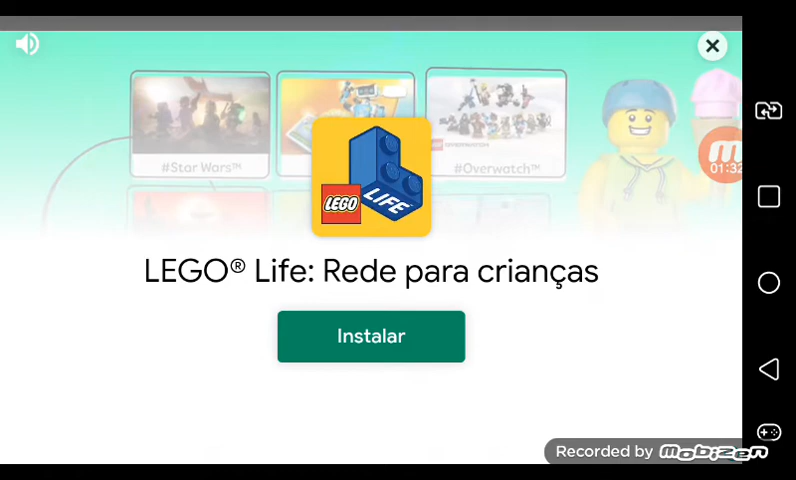 #Star Wars™
#Overwatch™
01:32
LEGO
LIFE
LEGO® Life: Rede para crianças
Instalar
Recorded by mobizen